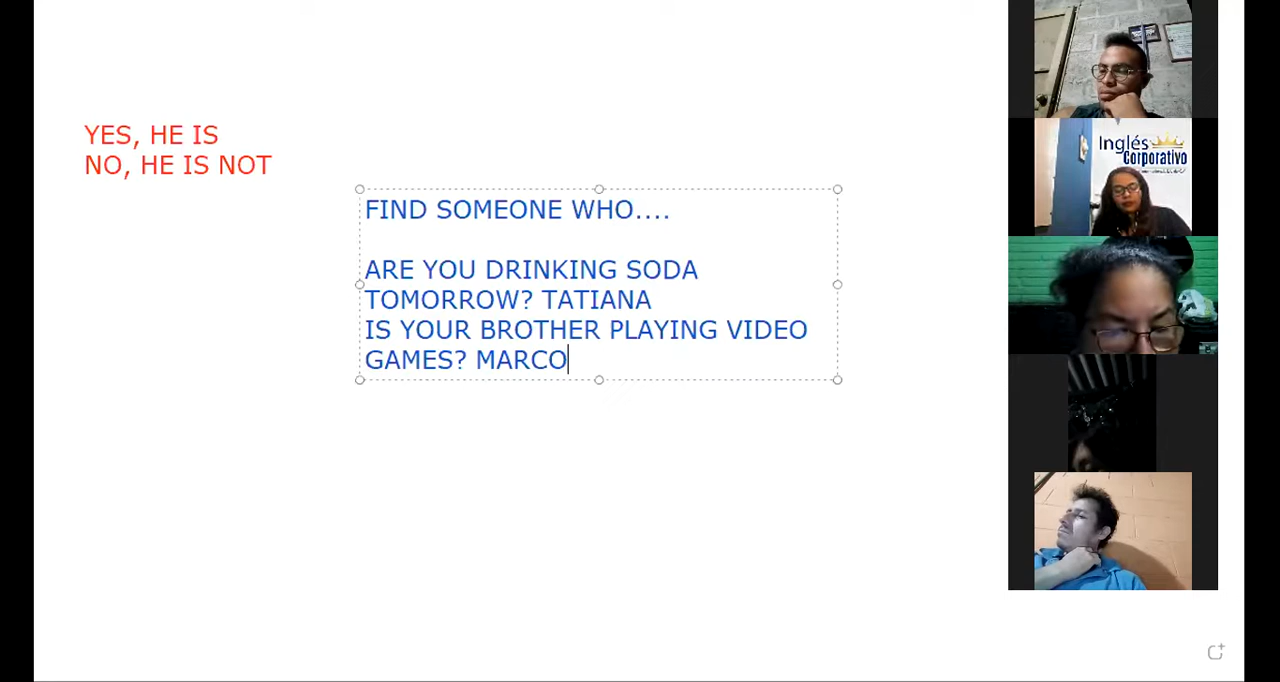 YES, HE IS
NO, HE IS NOT
FIND SOMEONE WHO....
ARE YOU DRINKING SODA
TOMORROW? TATIANA
IS YOUR BROTHER PLAYING VIDEO
GAMES? MARCO
Inglés
Corporativo